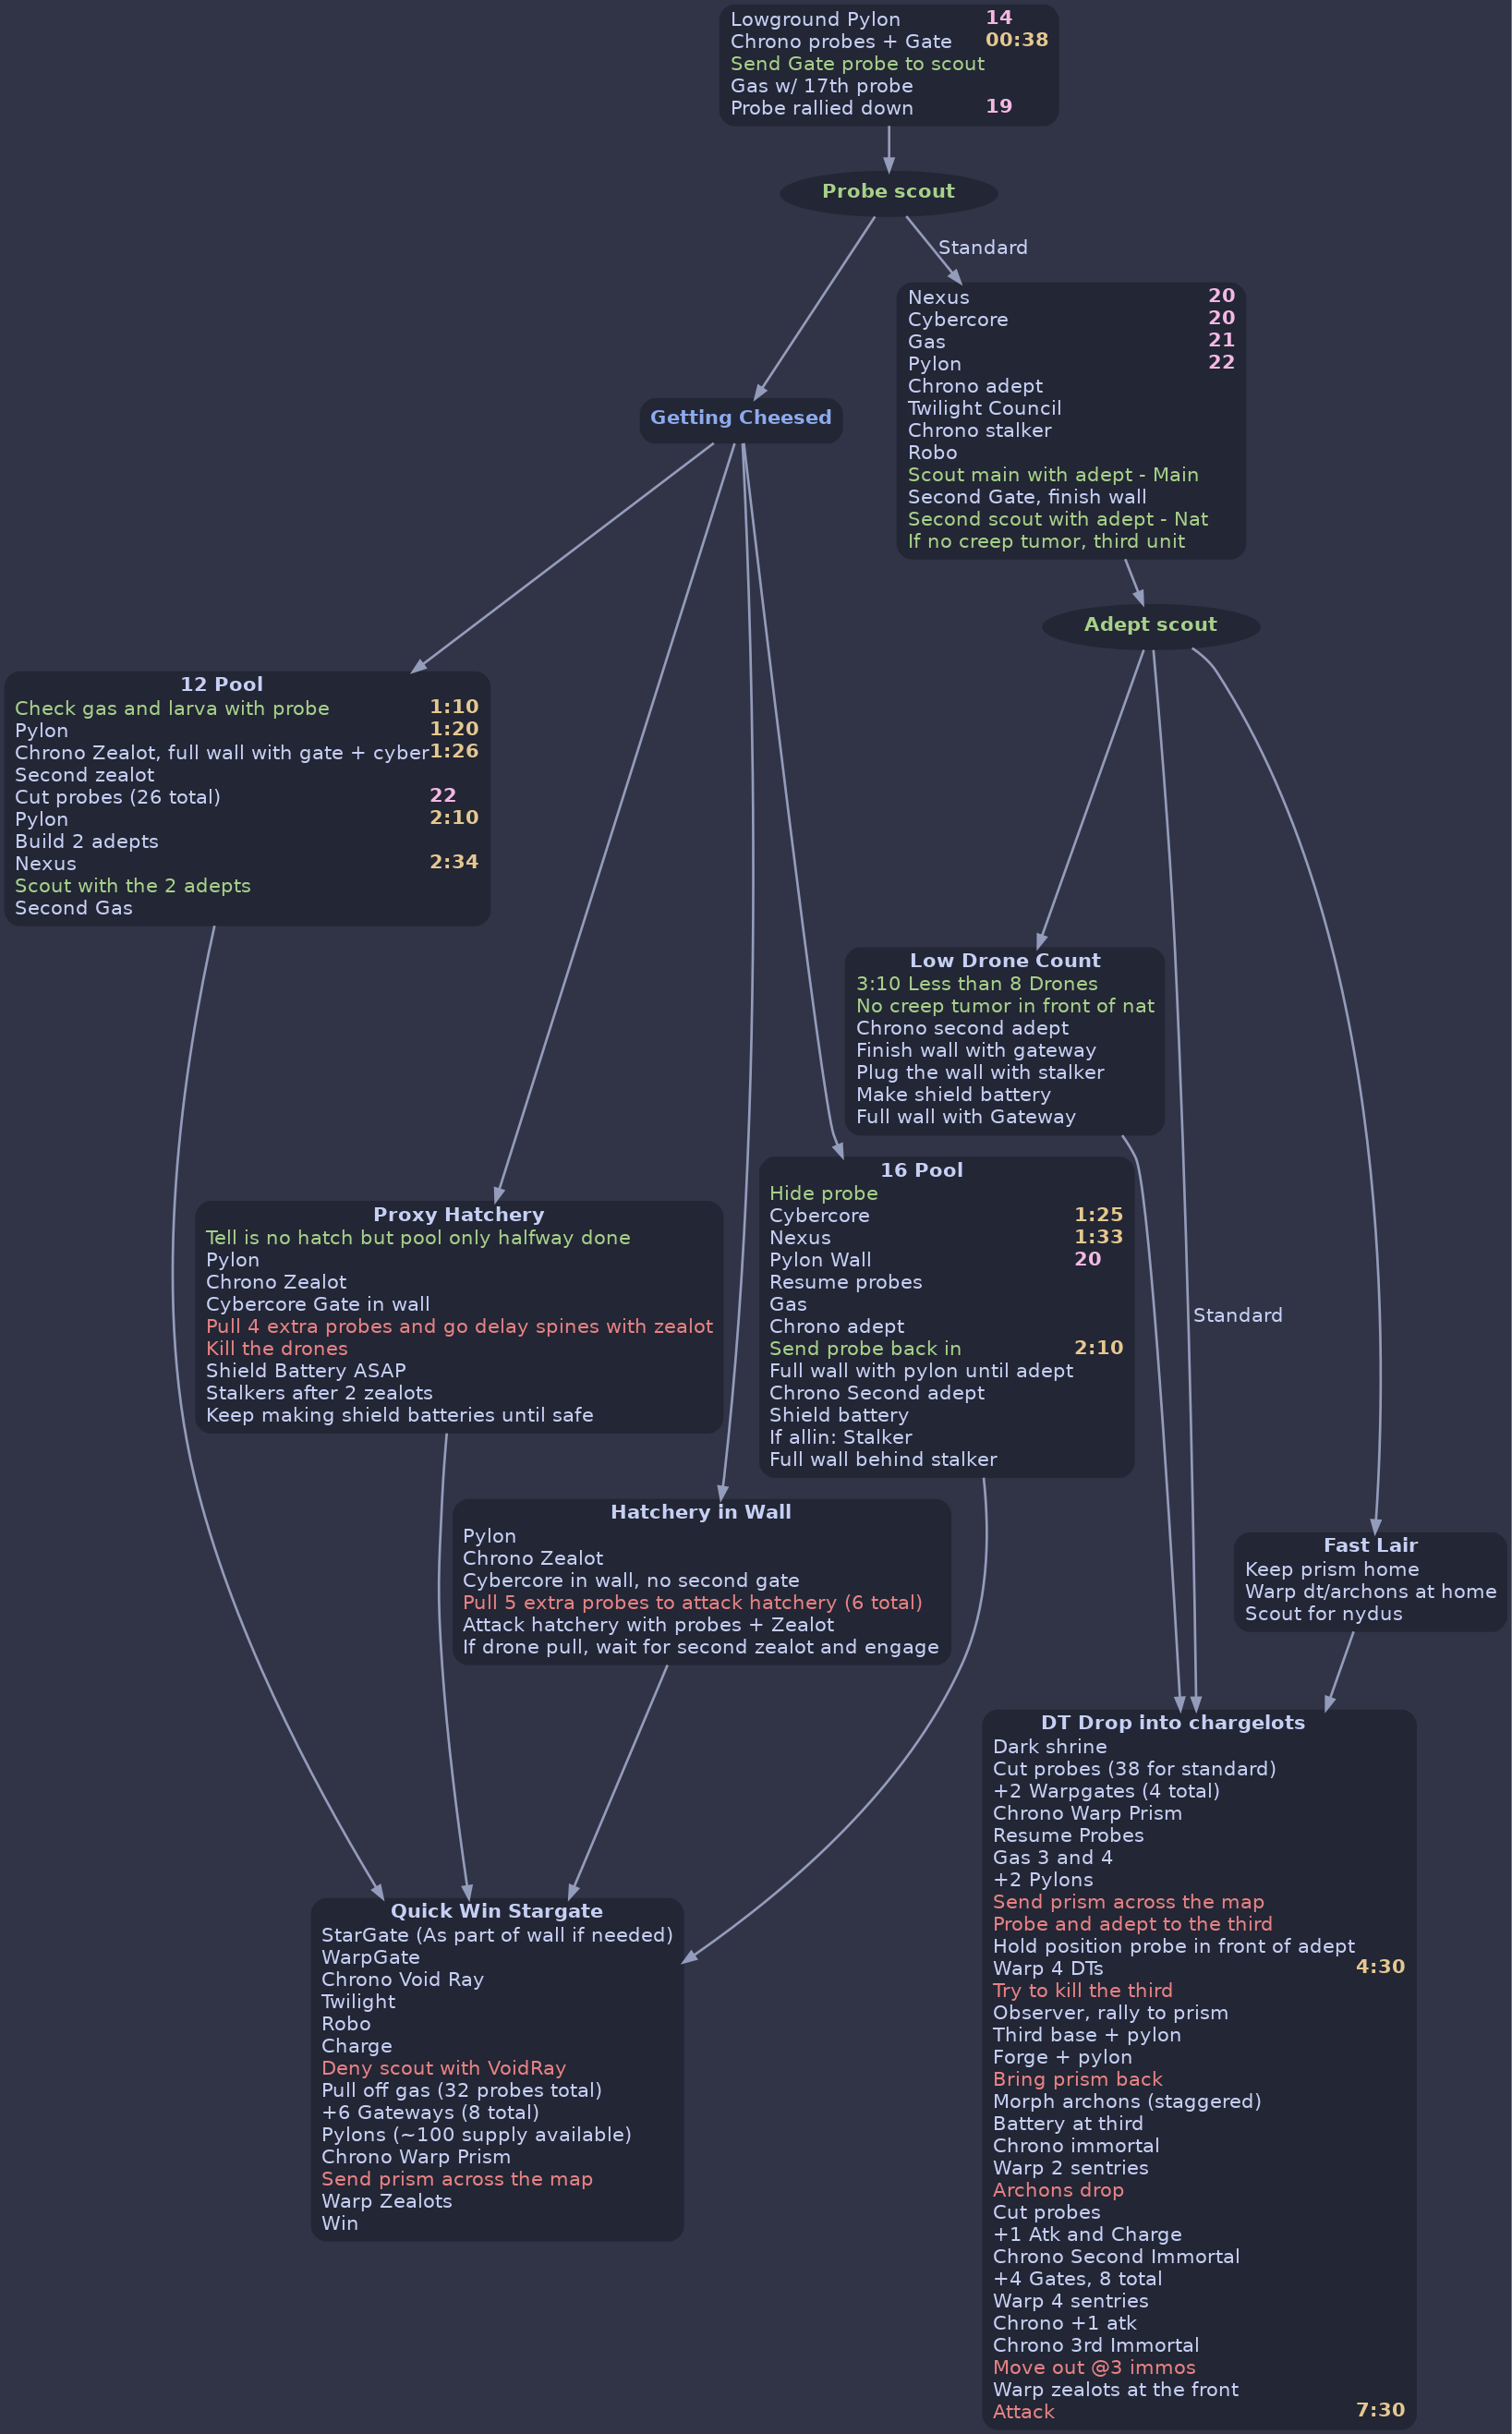 Lowground Pylon 14
Chrono probes + Gate 00:38
Send Gate probe to scout
Gas w/ 17th probe
Probe rallied down 19
Probe scout
Standard
Nexus 20
Cybercore 20
Gas 21
Pylon 22
Chrono adept
Twilight Council
Chrono stalker
Robo
Scout main with adept - Main
Second Gate, finish wall
Second scout with adept - Nat
If no creep tumor, third unit
Getting Cheesed
Adept scout
12 Pool
Check gas and larva with probe 1:10
Pylon 1:20
Chrono Zealot, full wall with gate + cyber 1:26
Second zealot
Cut probes (26 total) 22
Pylon 2:10
Build 2 adepts
Nexus 2:34
Scout with the 2 adepts
Second Gas
Low Drone Count
3:10 Less than 8 Drones
No creep tumor in front of nat
Chrono second adept
Finish wall with gateway
Plug the wall with stalker
Make shield battery
Full wall with Gateway
16 Pool
Hide probe
Cybercore 1:25
Nexus 1:33
Pylon Wall 20
Resume probes
Gas
Chrono adept
Send probe back in 2:10
Full wall with pylon until adept
Chrono Second adept
Shield battery
If allin: Stalker
Full wall behind stalker
Proxy Hatchery
Tell is no hatch but pool only halfway done
Pylon
Chrono Zealot
Cybercore Gate in wall
Pull 4 extra probes and go delay spines with zealot
Kill the drones
Shield Battery ASAP
Stalkers after 2 zealots
Keep making shield batteries until safe
Standard
Hatchery in Wall
Pylon
Chrono Zealot
Cybercore in wall, no second gate
Pull 5 extra probes to attack hatchery (6 total)
Attack hatchery with probes + Zealot
If drone pull, wait for second zealot and engage
Fast Lair
Keep prism home
Warp dt/archons at home
Scout for nydus
Quick Win Stargate
StarGate (As part of wall if needed)
WarpGate
Chrono Void Ray
Twilight
Robo
Charge
Deny scout with VoidRay
Pull off gas (32 probes total)
+6 Gateways (8 total)
Pylons (~100 supply available)
Chrono Warp Prism
Send prism across the map
Warp Zealots
Win
DT Drop into chargelots
Dark shrine
Cut probes (38 for standard)
+2 Warpgates (4 total)
Chrono Warp Prism
Resume Probes
Gas 3 and 4
+2 Pylons
Send prism across the map
Probe and adept to the third
Hold position probe in front of adept
Warp 4 DTs 4:30
Try to kill the third
Observer, rally to prism
Third base + pylon
Forge + pylon
Bring prism back
Morph archons (staggered)
Battery at third
Chrono immortal
Warp 2 sentries
Archons drop
Cut probes
+1 Atk and Charge
Chrono Second Immortal
+4 Gates, 8 total
Warp 4 sentries
Chrono +1 atk
Chrono 3rd Immortal
Move out @3 immos
Warp zealots at the front
Attack 7:30